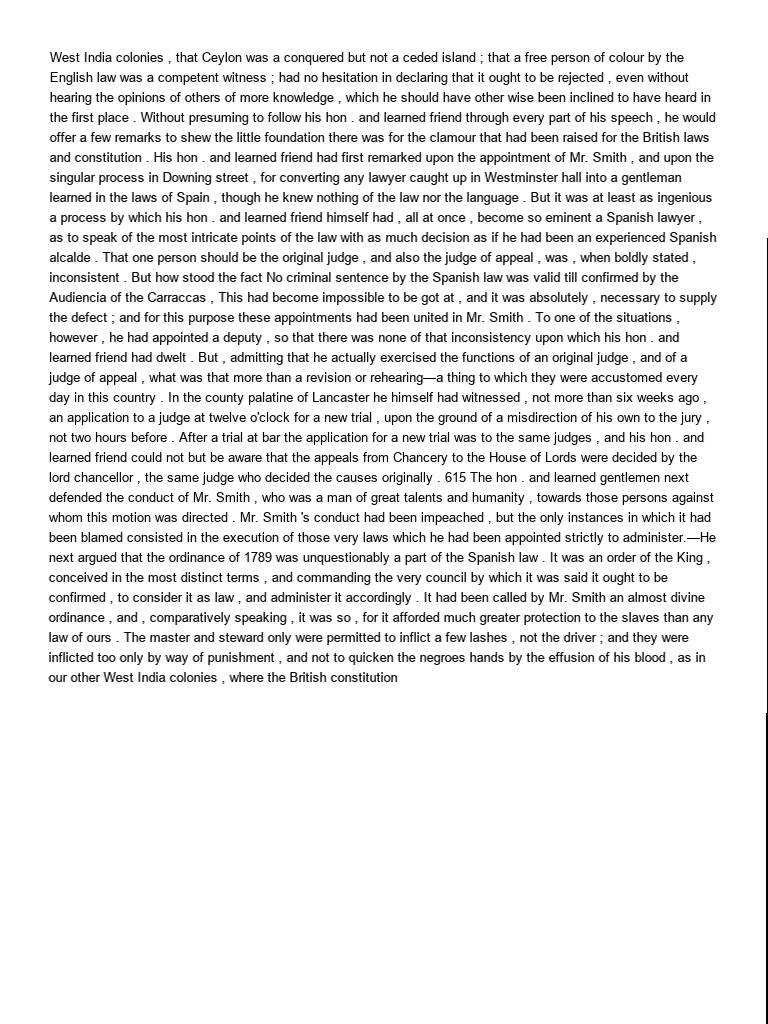 West India colonies , that Ceylon was a conquered but not a ceded island ; that a free person of colour by the
English law was a competent witness ; had no hesitation in declaring that it ought to be rejected , even without
hearing the opinions of others of more knowledge , which he should have other wise been inclined to have heard in
the first place . Without presuming to follow his hon . and learned friend through every part of his speech , he would
offer a few remarks to shew the little foundation there was for the clamour that had been raised for the British laws
and constitution . His hon . and learned friend had first remarked upon the appointment of Mr. Smith , and upon the
singular process in Downing street , for converting any lawyer caught up in Westminster hall into a gentleman
learned in the laws of Spain , though he knew nothing of the law nor the language . But it was at least as ingenious
a process by which his hon . and learned friend himself had , all at once , become so eminent a Spanish lawyer ,
as to speak of the most intricate points of the law with as much decision as if he had been an experienced Spanish
alcalde . That one person should be the original judge , and also the judge of appeal , was , when boldly stated ,
inconsistent . But how stood the fact No criminal sentence by the Spanish law was valid till confirmed by the
Audiencia of the Carraccas , This had become impossible to be got at , and it was absolutely , necessary to supply
the defect ; and for this purpose these appointments had been united in Mr. Smith . To one of the situations ,
however , he had appointed a deputy , so that there was none of that inconsistency upon which his hon . and
learned friend had dwelt . But , admitting that he actually exercised the functions of an original judge , and of a
judge of appeal , what was that more than a revision or rehearing—a thing to which they were accustomed every
day in this country . In the county palatine of Lancaster he himself had witnessed , not more than six weeks ago ,
an application to a judge at twelve o'clock for a new trial , upon the ground of a misdirection of his own to the jury ,
not two hours before . After a trial at bar the application for a new trial was to the same judges , and his hon . and
learned friend could not but be aware that the appeals from Chancery to the House of Lords were decided by the
lord chancellor , the same judge who decided the causes originally . 615 The hon . and learned gentlemen next
defended the conduct of Mr. Smith , who was a man of great talents and humanity , towards those persons against
whom this motion was directed . Mr. Smith 's conduct had been impeached , but the only instances in which it had
been blamed consisted in the execution of those very laws which he had been appointed strictly to administer.—He
next argued that the ordinance of 1789 was unquestionably a part of the Spanish law . It was an order of the King ,
conceived in the most distinct terms , and commanding the very council by which it was said it ought to be
confirmed , to consider it as law , and administer it accordingly . It had been called by Mr. Smith an almost divine
ordinance , and , comparatively speaking , it was so , for it afforded much greater protection to the slaves than any
law of ours . The master and steward only were permitted to inflict a few lashes , not the driver ; and they were
inflicted too only by way of punishment , and not to quicken the negroes hands by the effusion of his blood , as in
our other West India colonies , where the British constitution